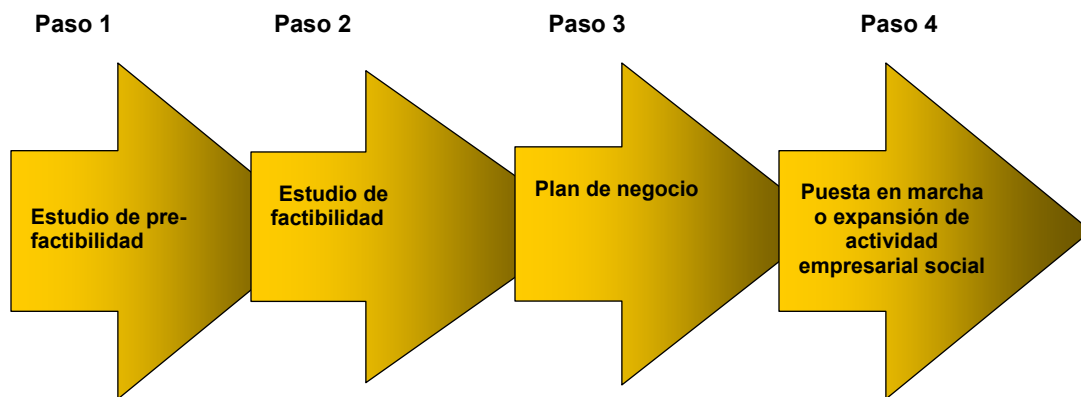 Paso 1
Paso 2
Paso 3
Paso 4
Estudio de pre-
factibilidad
Estudio de
factibilidad
Plan de negocio
Puesta en marcha
o expansión de
actividad
empresarial social